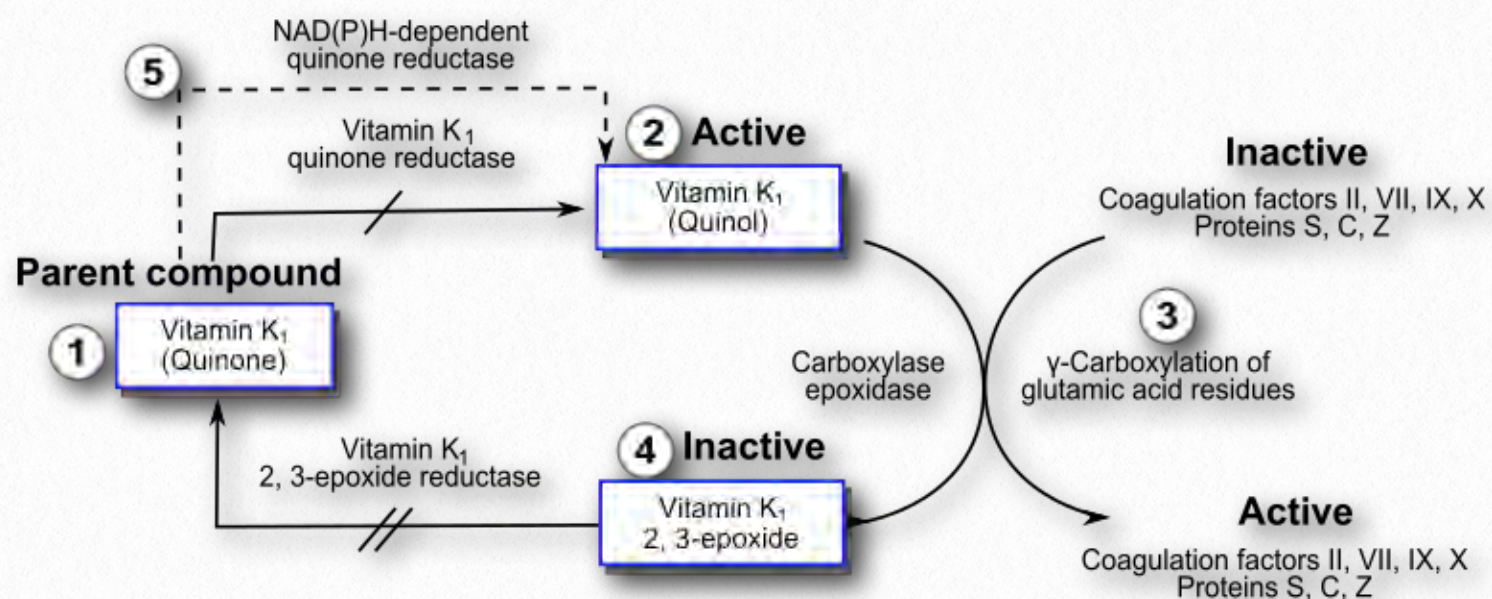 NAD(P)H-dependent
quinone reductase
5
Vitamin K₁
quinone reductase
2 Active
Vitamin K₁
(Quinol)
Inactive
Coagulation factors II, VII, IX, X
Proteins S, C, Z
Parent compound
1
Vitamin K₁
(Quinone)
Carboxylase
epoxidase
3
γ-Carboxylation of
glutamic acid residues
Vitamin K₁
2, 3-epoxide reductase
4 Inactive
Vitamin K₁
2, 3-epoxide
Active
Coagulation factors II, VII, IX, X
Proteins S, C, Z